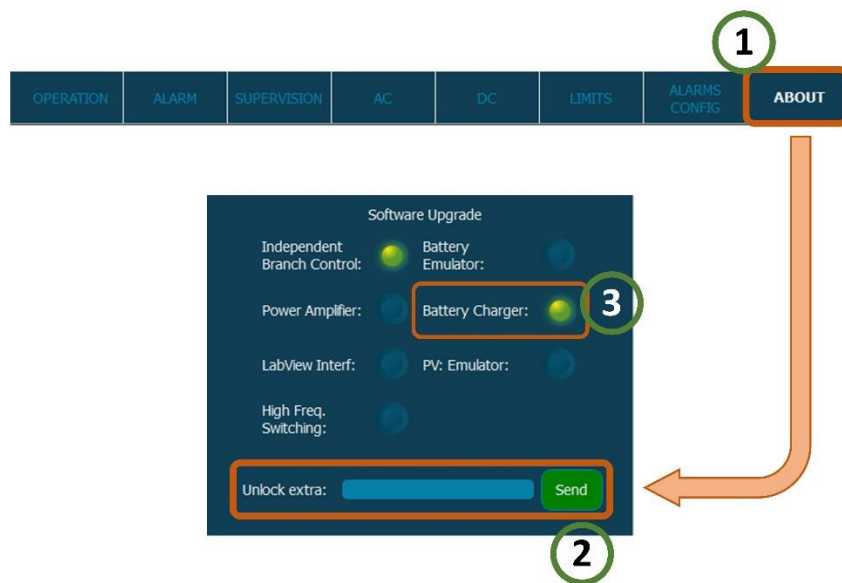 1
OPERATION ALARM SUPERVISION AC DC LIMITS ALARMS CONFIG ABOUT
Software Upgrade
Independent Branch Control: Battery Emulator:
Power Amplifier: Battery Charger: 3
LabView Interf: PV: Emulator:
High Freq. Switching:
Unlock extra: Send
2